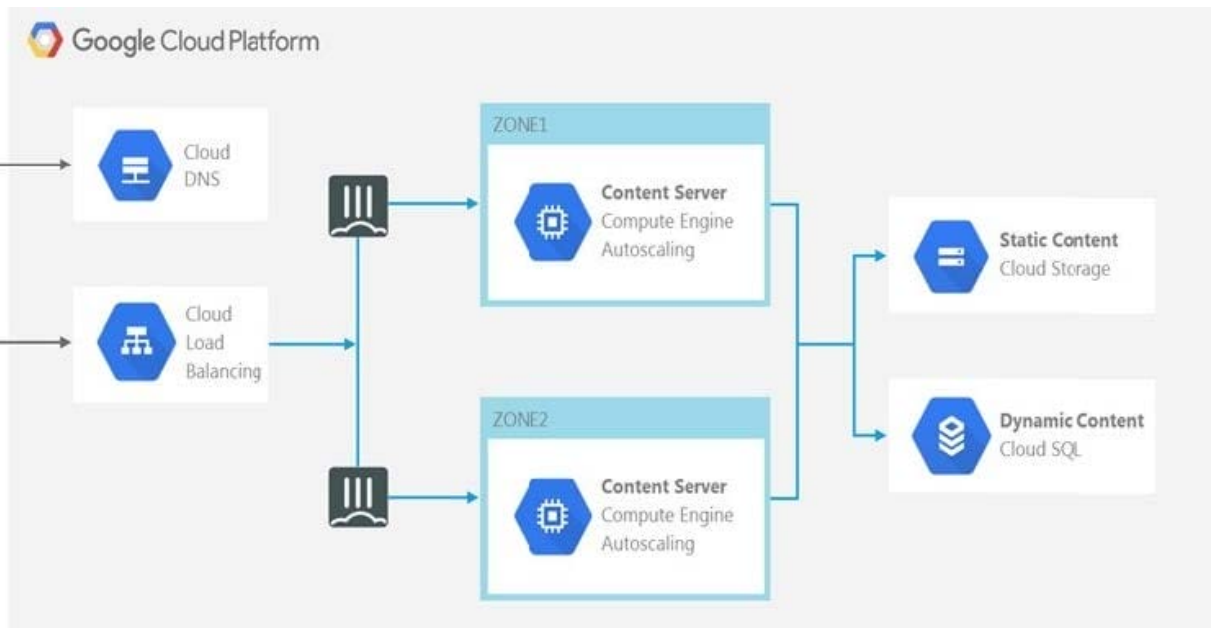 Google Cloud Platform
Cloud
DNS
Cloud
Load
Balancing
ZONE1
Content Server
Compute Engine
Autoscaling
ZONE2
Content Server
Compute Engine
Autoscaling
Static Content
Cloud Storage
Dynamic Content
Cloud SQL